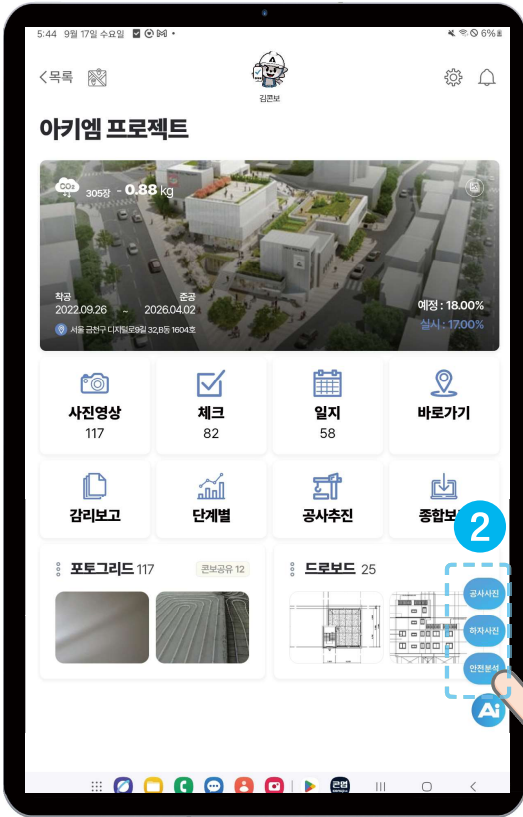 5:44 9월 17일 수요일
6%
목록
김콘보
아키엠 프로젝트
CO2 305장 - 0.88 kg
착공 준공
2022.09.26 ~ 2026.04.02
서울 금천구 디지털로9길 32,B동 1604호
예정 : 18.00%
실시 : 17.00%
사진영상 체크 일지 바로가기
117 82 58
감리보고 단계별 공사추진 종합보
2
포토그리드 117 콘보공유 12 드로보드 25
공사사진
하자사진
안전분석
Ai